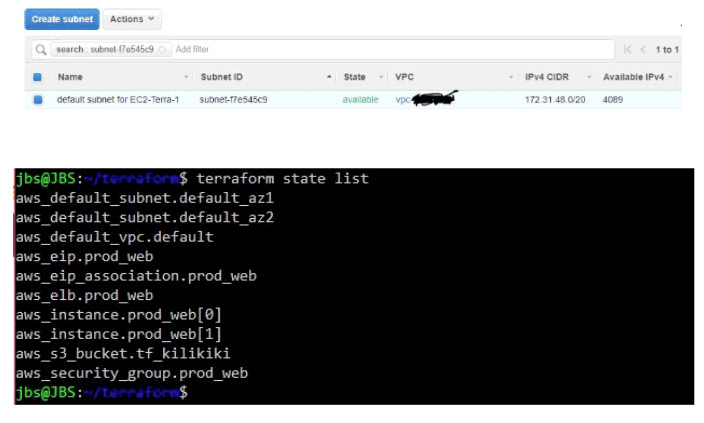 Create subnet Actions
search : subnet-f7e545c9 Add filter 1 to 1
Name Subnet ID State VPC IPv4 CIDR Available IPv4
default subnet for EC2-Terra-1 subnet-f7e545c9 available vpc- 172.31.48.0/20 4089
jbs@JBS:~/terraform$ terraform state list
aws_default_subnet.default_az1
aws_default_subnet.default_az2
aws_default_vpc.default
aws_eip.prod_web
aws_eip_association.prod_web
aws_elb.prod_web
aws_instance.prod_web[0]
aws_instance.prod_web[1]
aws_s3_bucket.tf_kilikiki
aws_security_group.prod_web
jbs@JBS:~/terraform$